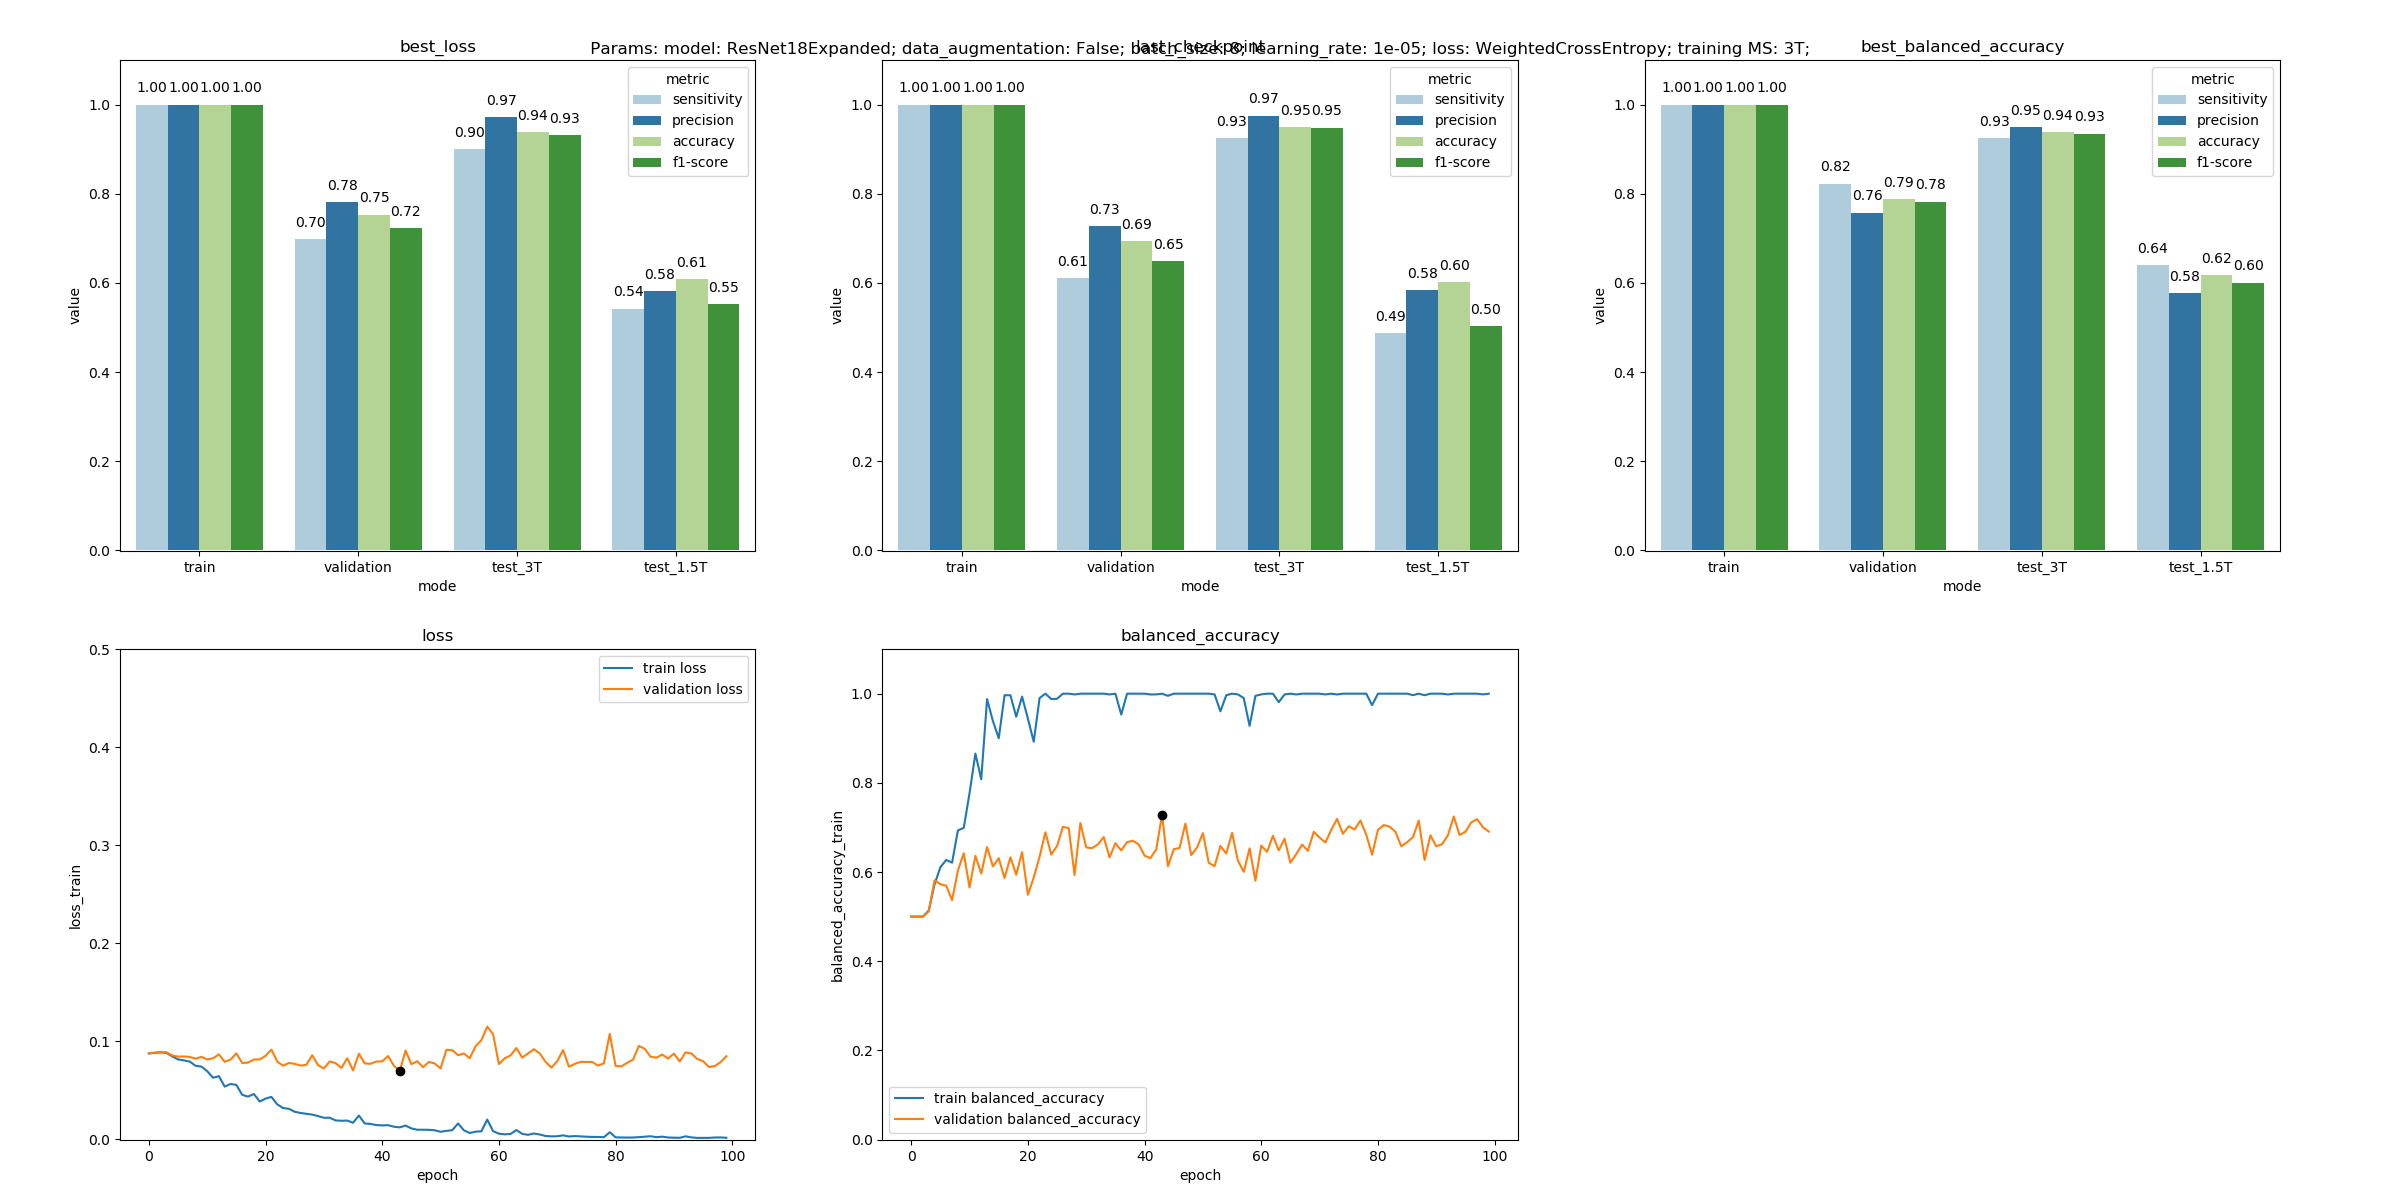 best_loss
Params: model: ResNet18Expanded; data_augmentation: False; batch_size: 8; learning_rate: 1e-05; loss: WeightedCrossEntropy; training MS: 3T;
last_checkpoint
best_balanced_accuracy
metric
sensitivity
precision
accuracy
f1-score
1.00 1.00 1.00 1.00
0.70 0.78 0.75 0.72
0.90 0.97 0.94 0.93
0.54 0.58 0.61 0.55
value
0.0
0.2
0.4
0.6
0.8
1.0
train validation test_3T test_1.5T
mode
metric
sensitivity
precision
accuracy
f1-score
1.00 1.00 1.00 1.00
0.61 0.73 0.69 0.65
0.93 0.97 0.95 0.95
0.49 0.58 0.60 0.50
value
0.0
0.2
0.4
0.6
0.8
1.0
train validation test_3T test_1.5T
mode
metric
sensitivity
precision
accuracy
f1-score
1.00 1.00 1.00 1.00
0.82 0.76 0.79 0.78
0.93 0.95 0.94 0.93
0.64 0.58 0.62 0.60
value
0.0
0.2
0.4
0.6
0.8
1.0
train validation test_3T test_1.5T
mode
loss
train loss
validation loss
loss_train
0.5
0.4
0.3
0.2
0.1
0.0
0 20 40 60 80 100
epoch
balanced_accuracy
balanced_accuracy_train
1.0
0.8
0.6
0.4
0.2
0.0
train balanced_accuracy
validation balanced_accuracy
0 20 40 60 80 100
epoch